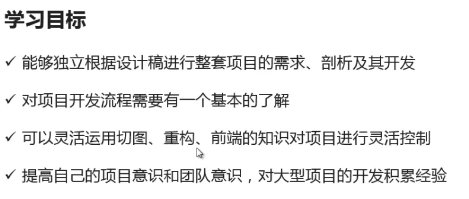 学习目标
✓ 能够独立根据设计稿进行整套项目的需求、剖析及其开发
✓ 对项目开发流程需要有一个基本的了解
✓ 可以灵活运用切图、重构、前端的知识对项目进行灵活控制
✓ 提高自己的项目意识和团队意识，对大型项目的开发积累经验